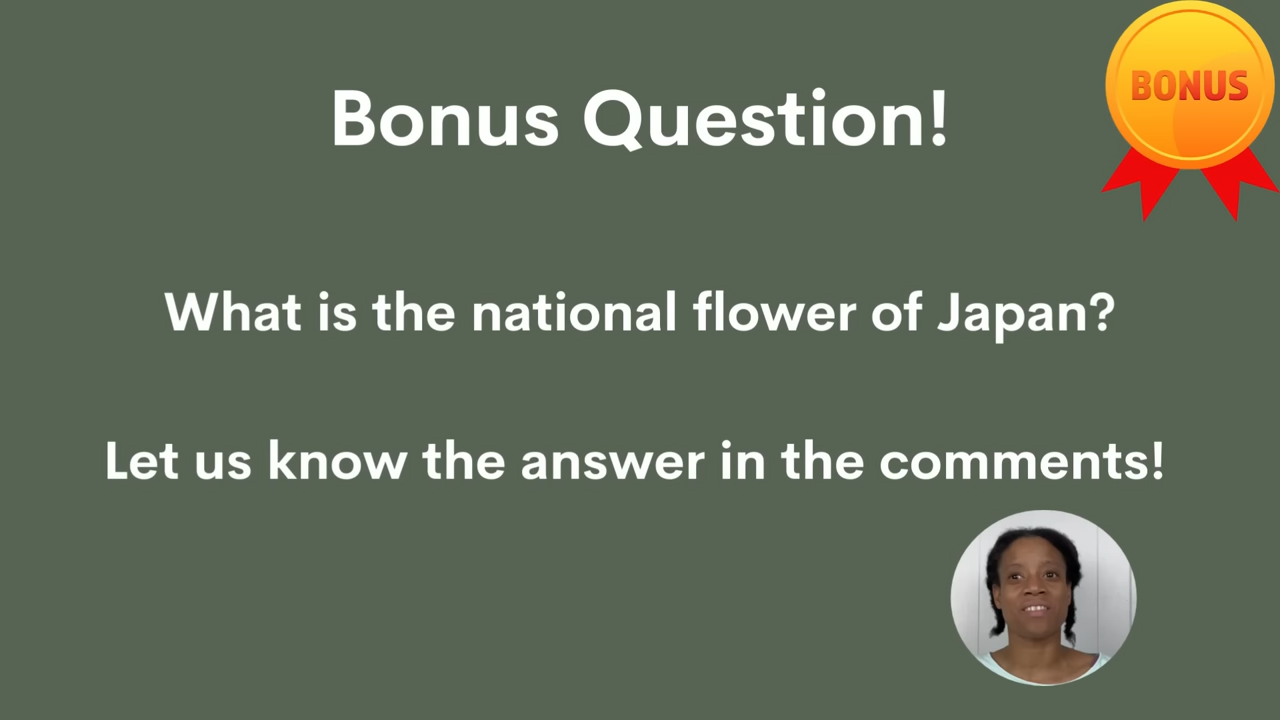 Bonus Question!
BONUS
What is the national flower of Japan?
Let us know the answer in the comments!